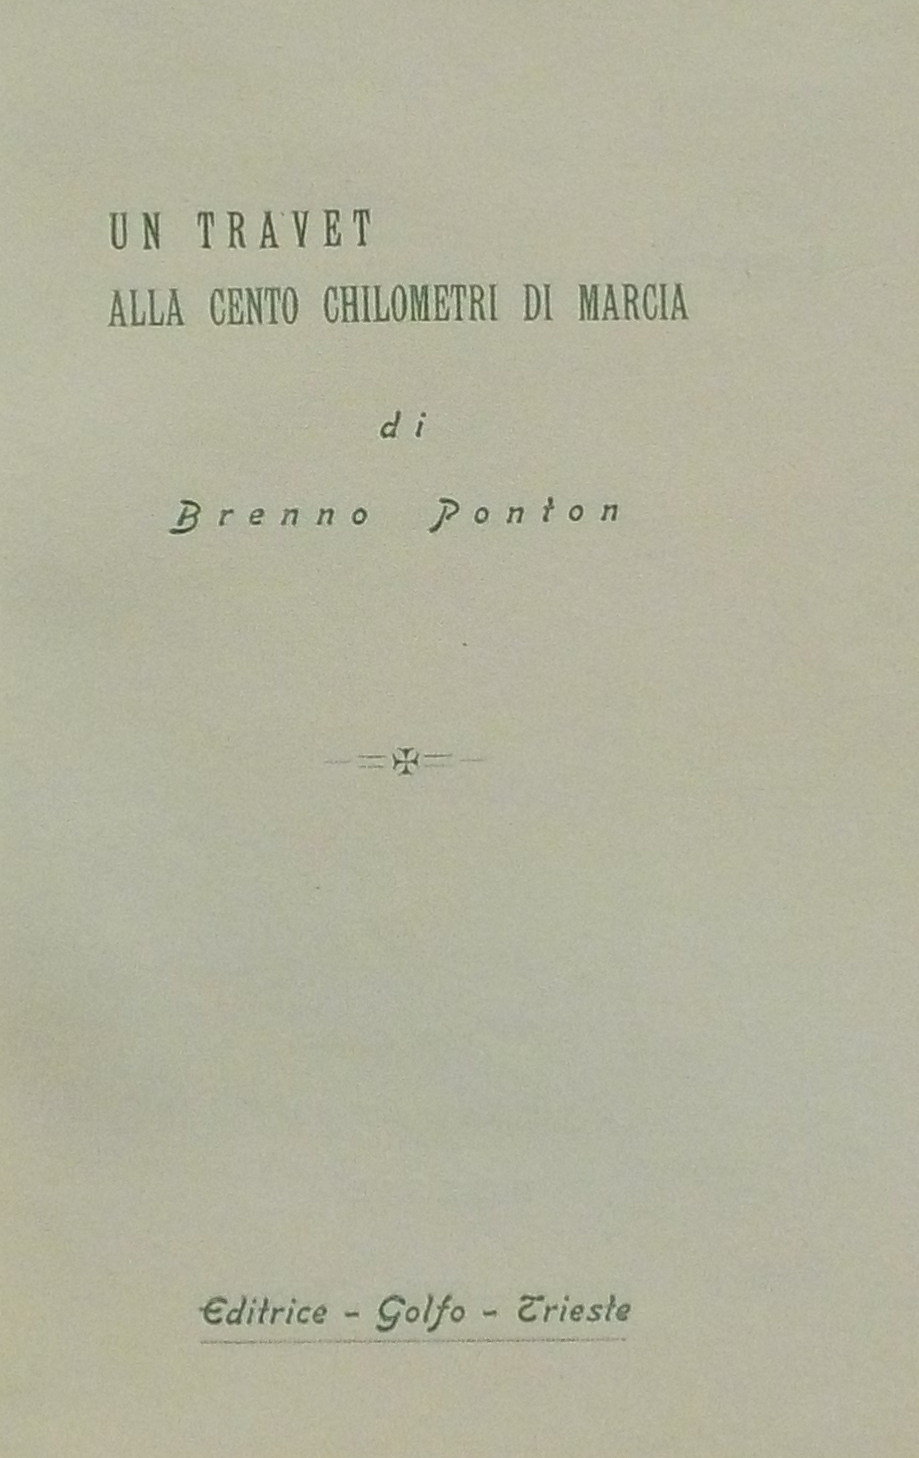 UN TRAVET
ALLA CENTO CHILOMETRI DI MARCIA
di
Brenno Ponton
Editrice - Golfo - Trieste